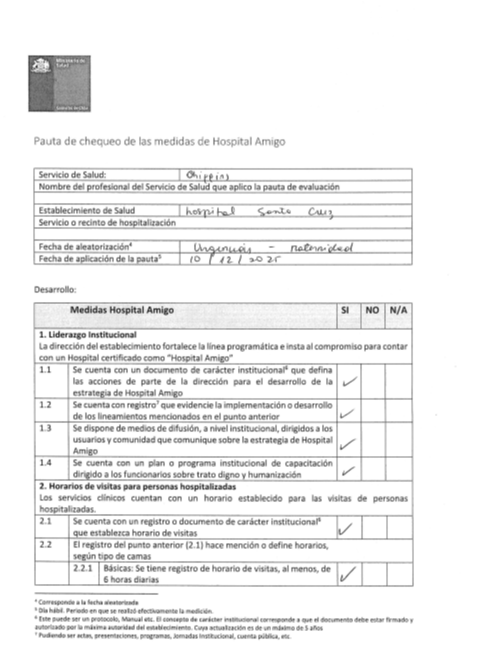 Ministerio de
Salud
Gobierno de Chile
Pauta de chequeo de las medidas de Hospital Amigo
Servicio de Salud:
Nombre del profesional del Servicio de Salud que aplico la pauta de evaluación
Establecimiento de Salud hospital Santa Cruz
Servicio o recinto de hospitalización
Fecha de aleatorización⁴ Urgencias - maternidad
Fecha de aplicación de la pauta⁵ 10 / 12 / 2025
Desarrollo:
Medidas Hospital Amigo SI NO N/A
1. Liderazgo Institucional
La dirección del establecimiento fortalece la línea programática e insta al compromiso para contar
con un Hospital certificado como "Hospital Amigo"
1.1 Se cuenta con un documento de carácter institucional⁶ que defina ✓
las acciones de parte de la dirección para el desarrollo de la
estrategia de Hospital Amigo
1.2 Se cuenta con registro⁷ que evidencie la implementación o desarrollo ✓
de los lineamientos mencionados en el punto anterior
1.3 Se dispone de medios de difusión, a nivel institucional, dirigidos a los ✓
usuarios y comunidad que comunique sobre la estrategia de Hospital
Amigo
1.4 Se cuenta con un plan o programa institucional de capacitación ✓
dirigido a los funcionarios sobre trato digno y humanización
2. Horarios de visitas para personas hospitalizadas
Los servicios clínicos cuentan con un horario establecido para las visitas de personas
hospitalizadas.
2.1 Se cuenta con un registro o documento de carácter institucional⁶ ✓
que establezca horario de visitas
2.2 El registro del punto anterior (2.1) hace mención o define horarios,
según tipo de camas
2.2.1 Básicas: Se tiene registro de horario de visitas, al menos, de ✓
6 horas diarias
⁴ Corresponde a la fecha aleatorizada
⁵ Día hábil. Periodo en que se realizó efectivamente la medición.
⁶ Este puede ser un protocolo, Manual etc. El concepto de carácter institucional corresponde a que el documento debe estar firmado y
autorizado por la máxima autoridad del establecimiento. Cuya actualización es de un máximo de 5 años
⁷ Pudiendo ser actas, presentaciones, programas, Jornadas Institucional, cuenta pública, etc.